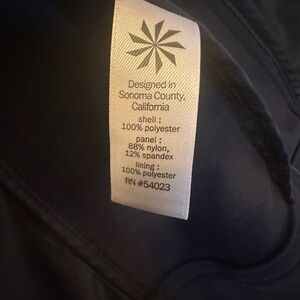 Designed in
Sonoma County,
California
shell :
100% polyester
panel :
88% nylon,
12% spandex
lining :
100% polyester
RN #54023